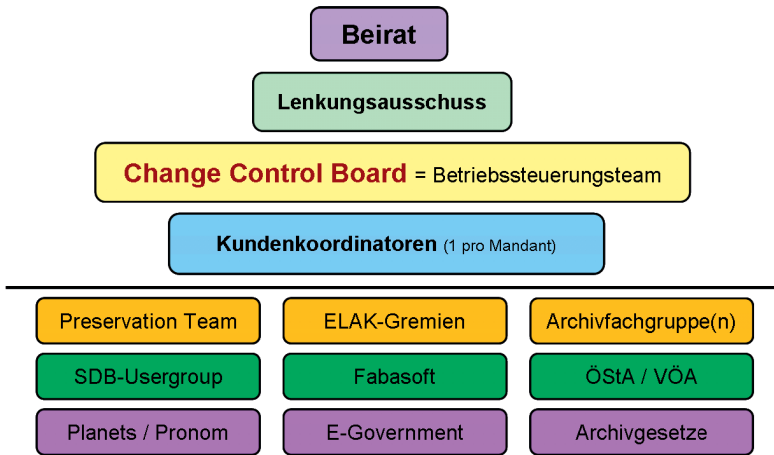 Beirat
Lenkungsausschuss
Change Control Board = Betriebssteuerungsteam
Kundenkoordinatoren (1 pro Mandant)
Preservation Team ELAK-Gremien Archivfachgruppe(n)
SDB-Usergroup Fabasoft ÖStA / VÖA
Planets / Pronom E-Government Archivgesetze